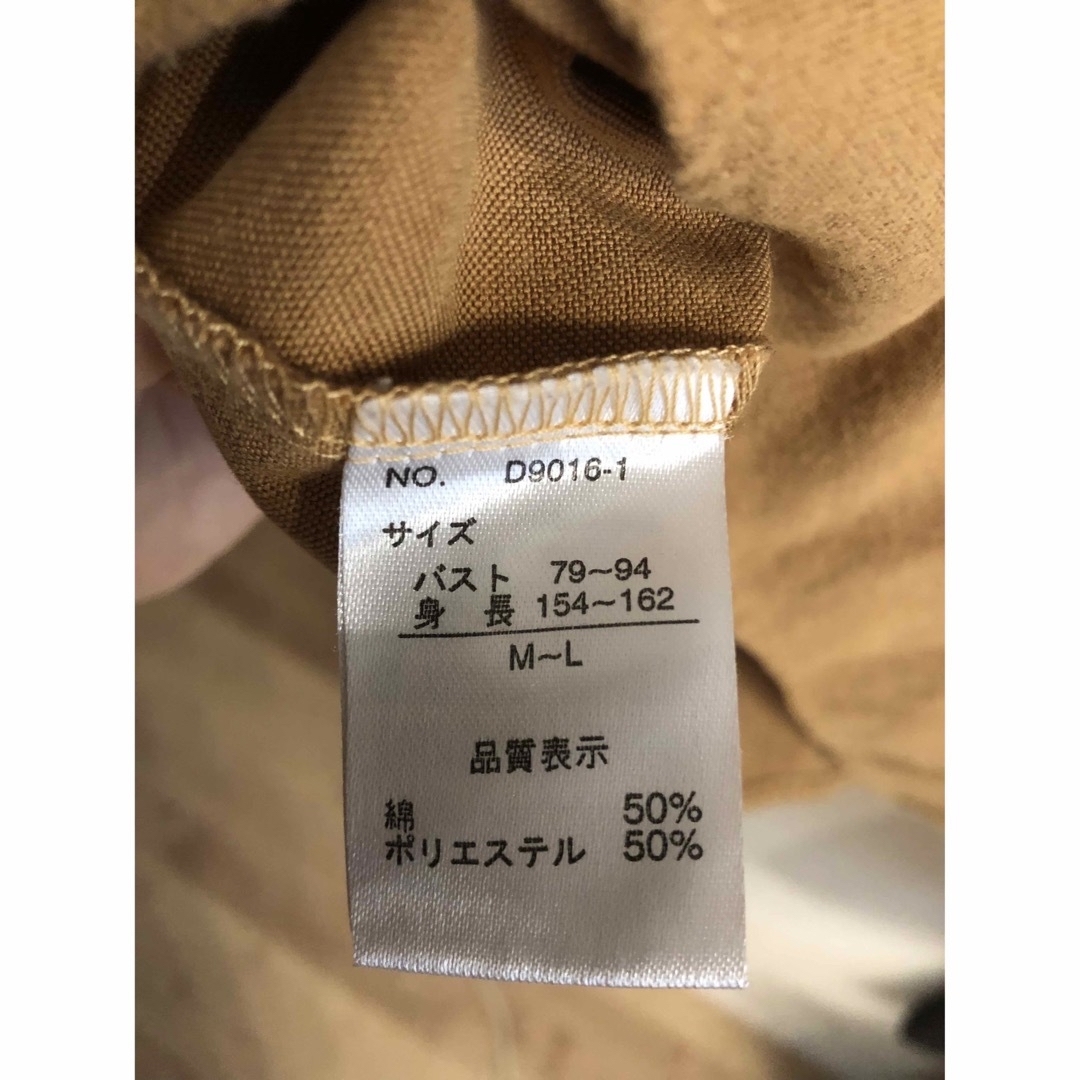 NO. D9016-1
サイズ
バスト 79～94
身 長 154～162
M～L
品質表示
綿 50%
ポリエステル 50%